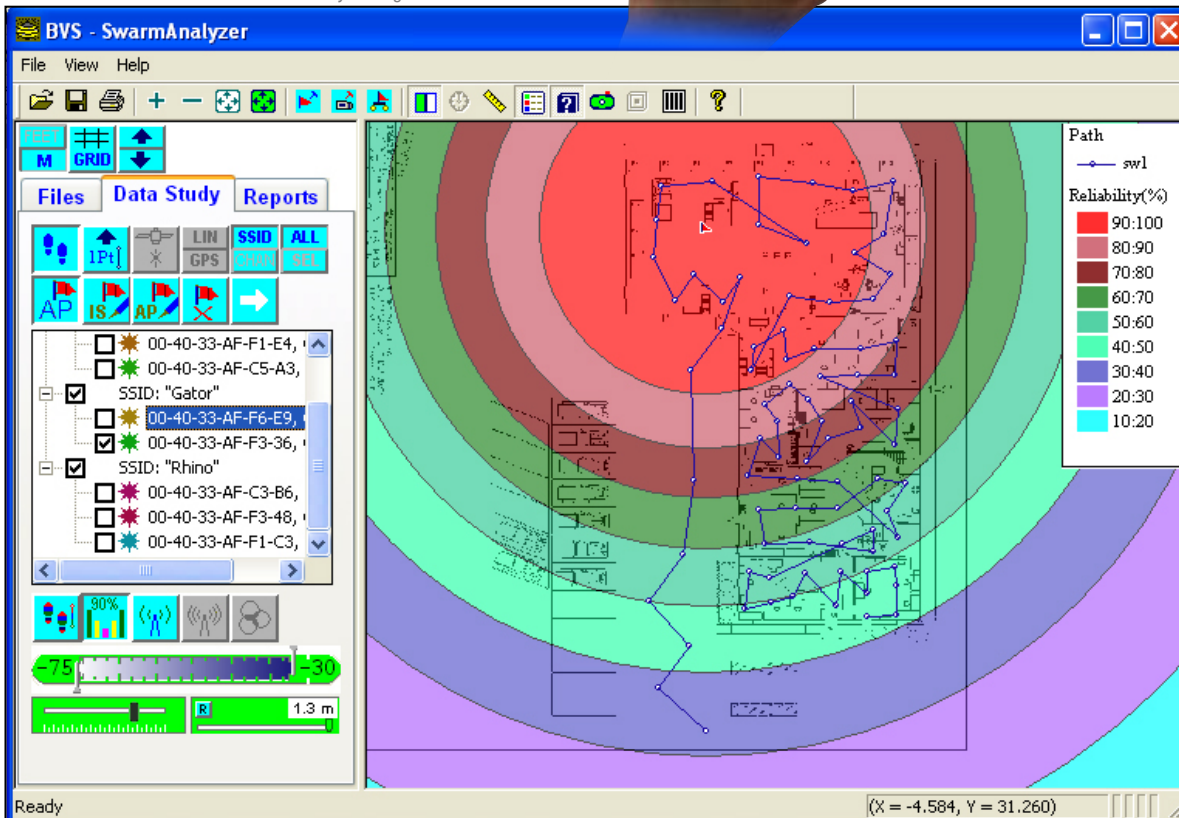 BVS - SwarmAnalyzer
File View Help
M GRID
Files Data Study Reports
1Pt LIN GPS SSID ALL
AP IS AP
00-40-33-AF-F1-E4,
00-40-33-AF-C5-A3,
SSID: "Gator"
00-40-33-AF-F6-E9,
00-40-33-AF-F3-36,
SSID: "Rhino"
00-40-33-AF-C3-B6,
00-40-33-AF-F3-48,
00-40-33-AF-F1-C3,
90%
-75 -30
R 1.3 m
Path
sw1
Reliability(%)
90:100
80:90
70:80
60:70
50:60
40:50
30:40
20:30
10:20
Ready (X = -4.584, Y = 31.260)